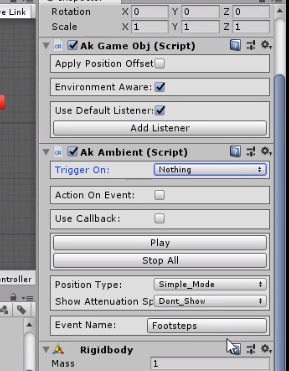 ve Link
Rotation X 0 Y 0 Z 0
Scale X 1 Y 1 Z 1
Ak Game Obj (Script)
Apply Position Offset
Environment Aware:
Use Default Listener:
Add Listener
Ak Ambient (Script)
Trigger On: Nothing
Action On Event:
Use Callback:
Play
Stop All
ntroller
Position Type: Simple_Mode
Show Attenuation Sp Dont_Show
Event Name: Footsteps
Rigidbody
Mass 1